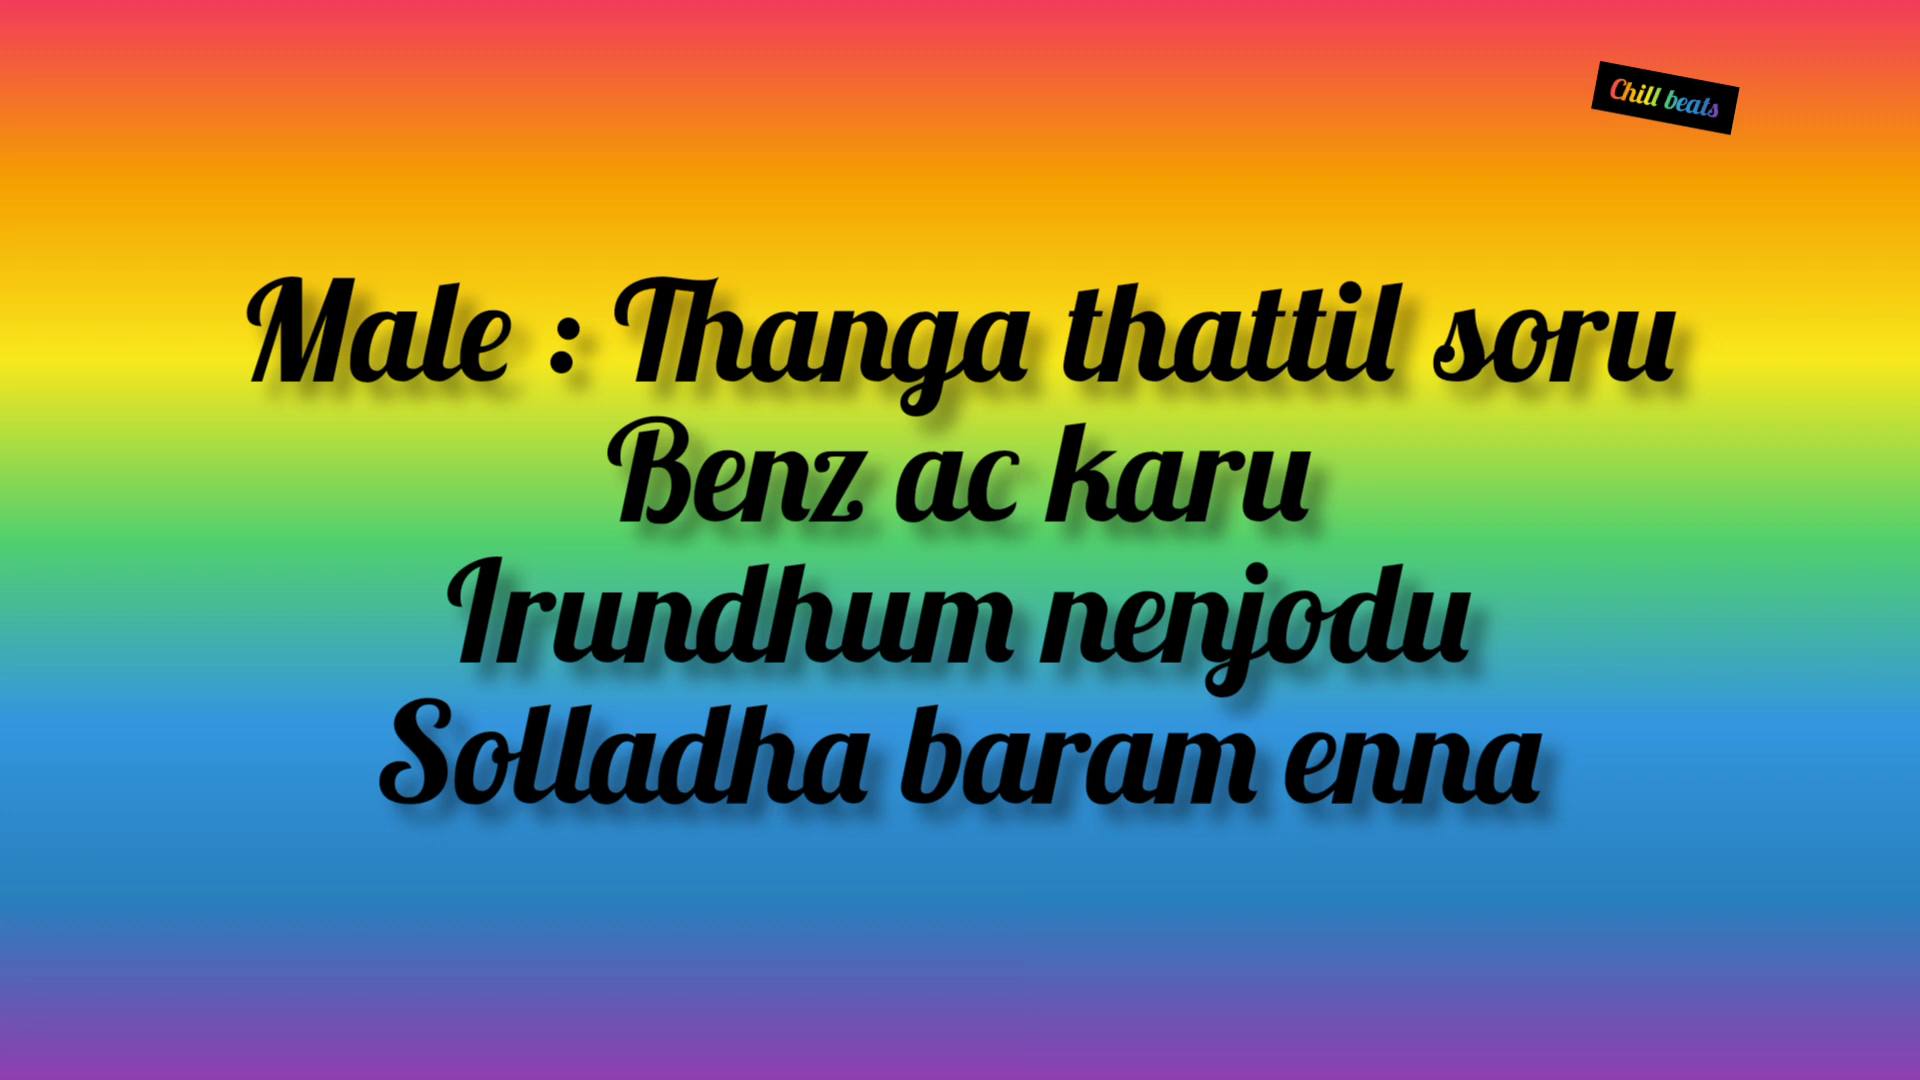 Chill beats
Male : Thanga thattil soru
Benz ac karu
Irundhum nenjodu
Solladha baram enna